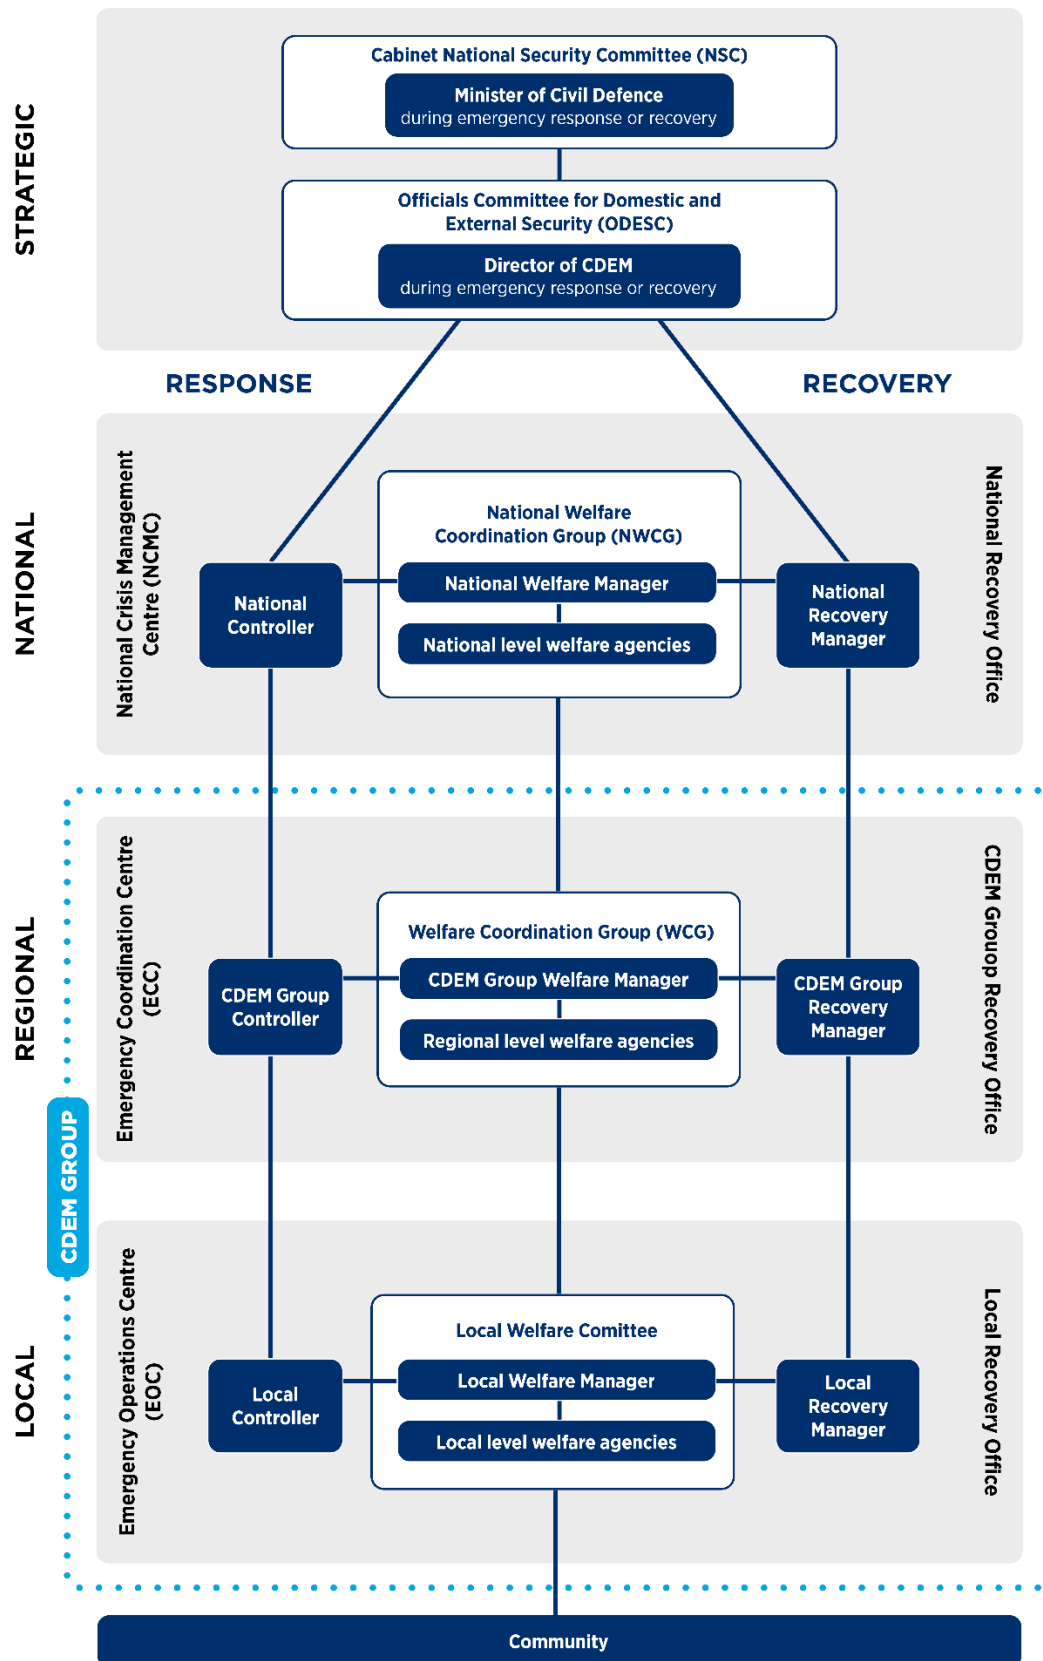 STRATEGIC
Cabinet National Security Committee (NSC)
Minister of Civil Defence
during emergency response or recovery
Officials Committee for Domestic and
External Security (ODESC)
Director of CDEM
during emergency response or recovery
RESPONSE
RECOVERY
NATIONAL
National Crisis Management
Centre (NCMC)
National Welfare
Coordination Group (NWCG)
National
Controller
National Welfare Manager
National level welfare agencies
National
Recovery
Manager
National Recovery Office
CDEM GROUP
REGIONAL
Emergency Coordination Centre
(ECC)
Welfare Coordination Group (WCG)
CDEM Group
Controller
CDEM Group Welfare Manager
Regional level welfare agencies
CDEM Group
Recovery
Manager
CDEM Gruop Recovery Office
LOCAL
Emergency Operations Centre
(EOC)
Local Welfare Comittee
Local
Controller
Local Welfare Manager
Local level welfare agencies
Local
Recovery
Manager
Local Recovery Office
Community